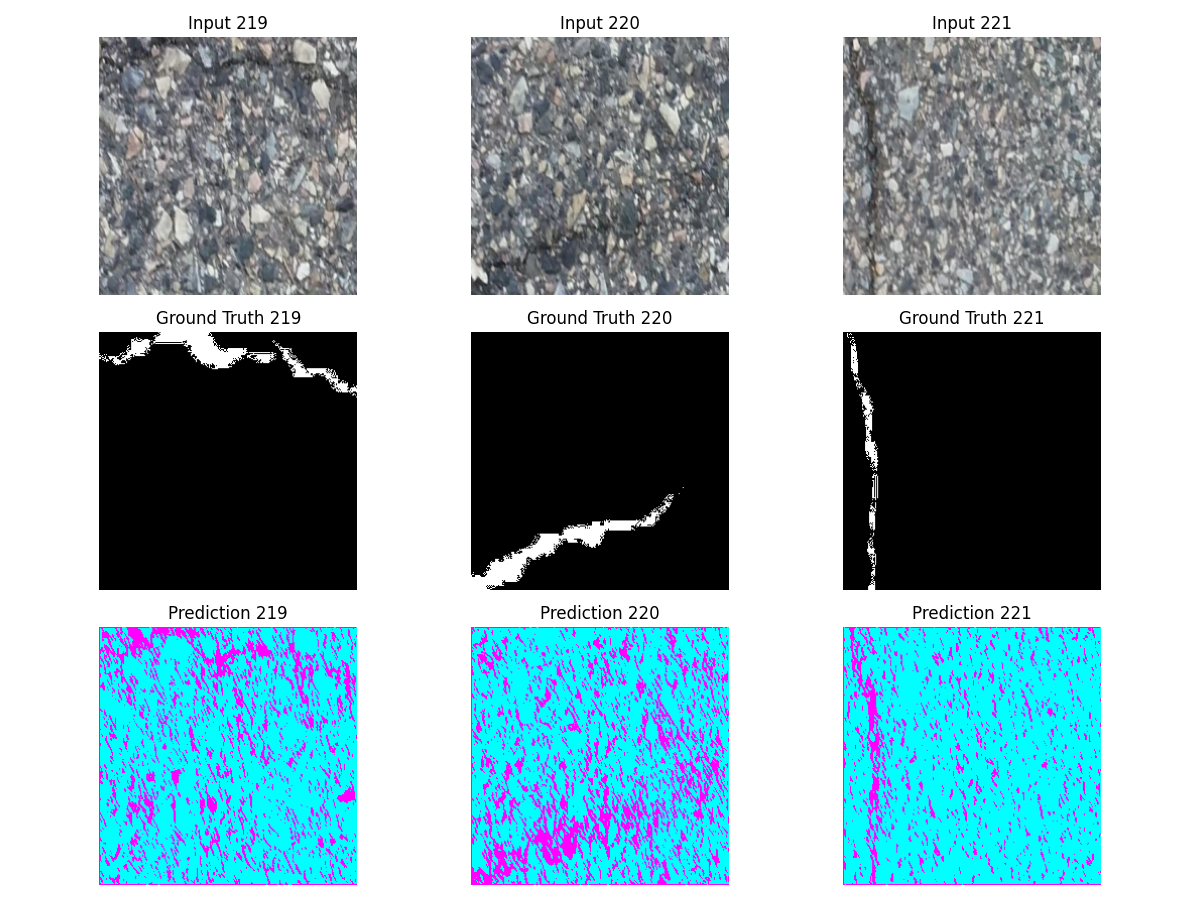 Input 219
Input 220
Input 221
Ground Truth 219
Ground Truth 220
Ground Truth 221
Prediction 219
Prediction 220
Prediction 221